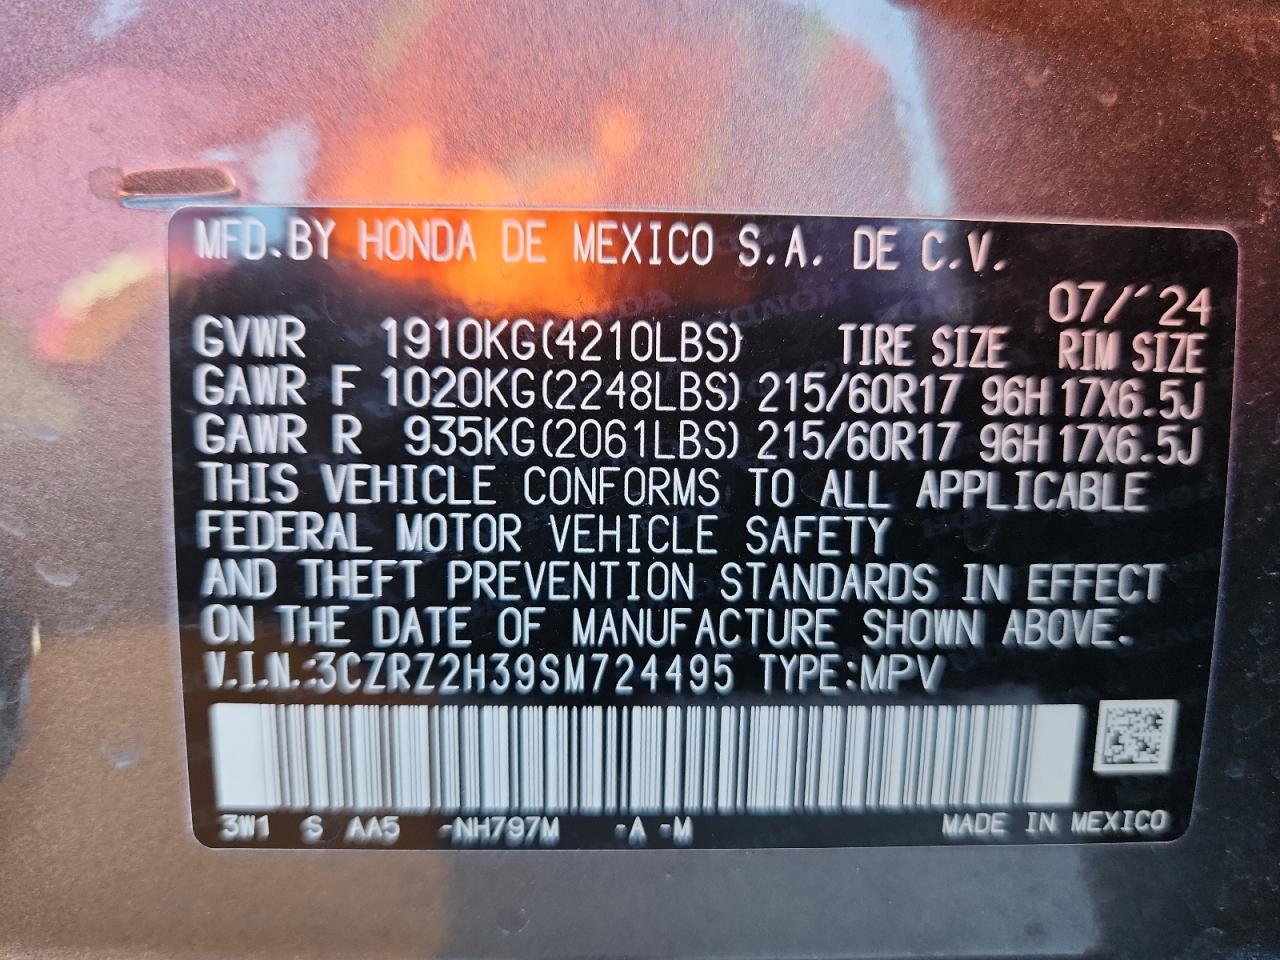 MFD.BY HONDA DE MEXICO S.A. DE C.V.
07/'24
GVWR 1910KG(4210LBS) TIRE SIZE RIM SIZE
GAWR F 1020KG(2248LBS) 215/60R17 96H 17X6.5J
GAWR R 935KG(2061LBS) 215/60R17 96H 17X6.5J
THIS VEHICLE CONFORMS TO ALL APPLICABLE
FEDERAL MOTOR VEHICLE SAFETY
AND THEFT PREVENTION STANDARDS IN EFFECT
ON THE DATE OF MANUFACTURE SHOWN ABOVE.
V.I.N.:3CZRZ2H39SM724495 TYPE:MPV
3W1 S AA5 -NH797M -A -M MADE IN MEXICO